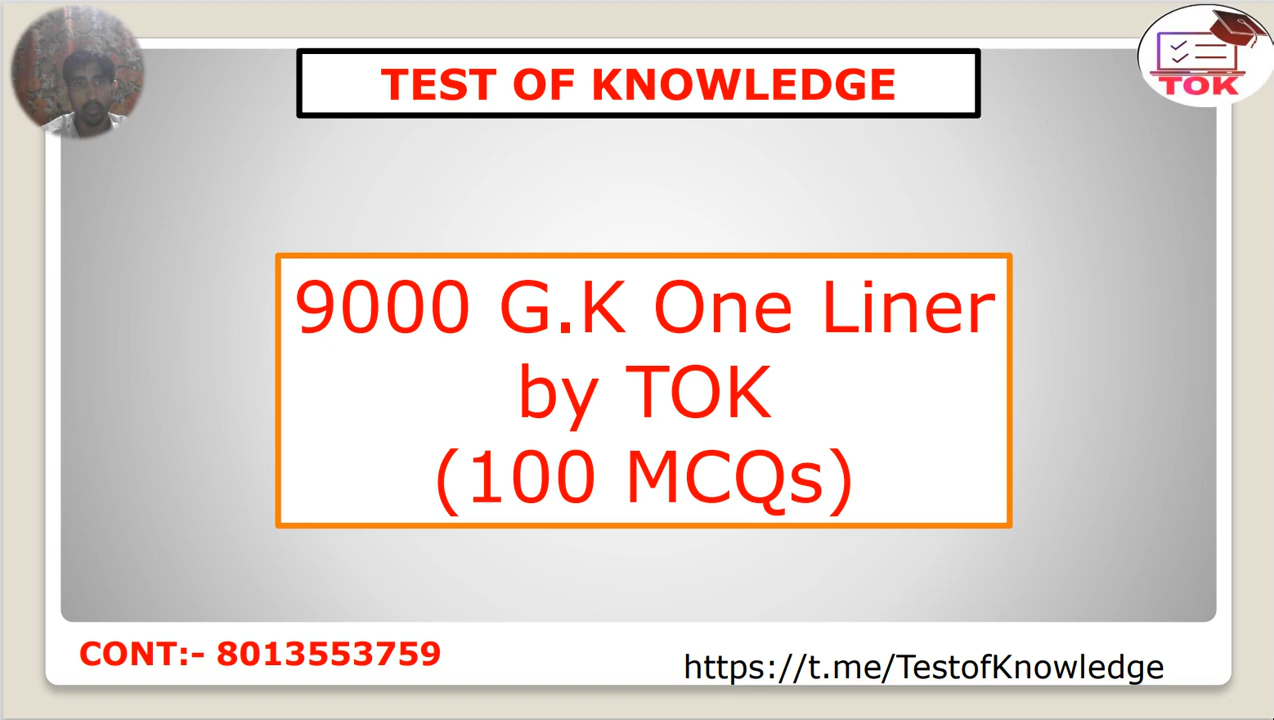 TEST OF KNOWLEDGE
TOK
9000 G.K One Liner
by TOK
(100 MCQs)
CONT:- 8013553759
https://t.me/TestofKnowledge